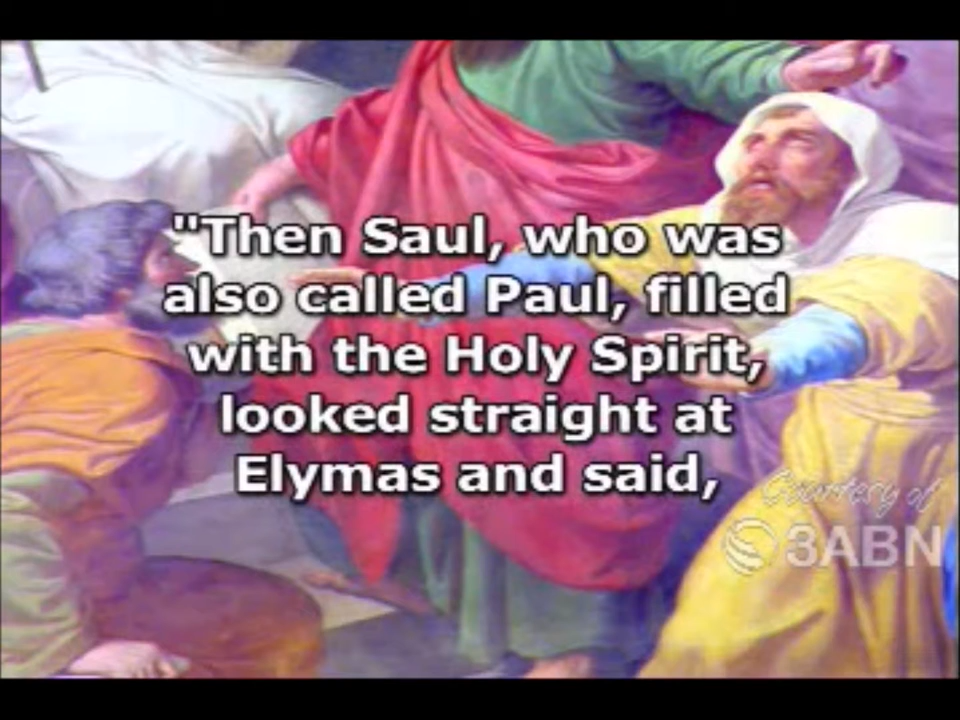 "Then Saul, who was
also called Paul, filled
with the Holy Spirit,
looked straight at
Elymas and said,
Courtesy of
3ABN